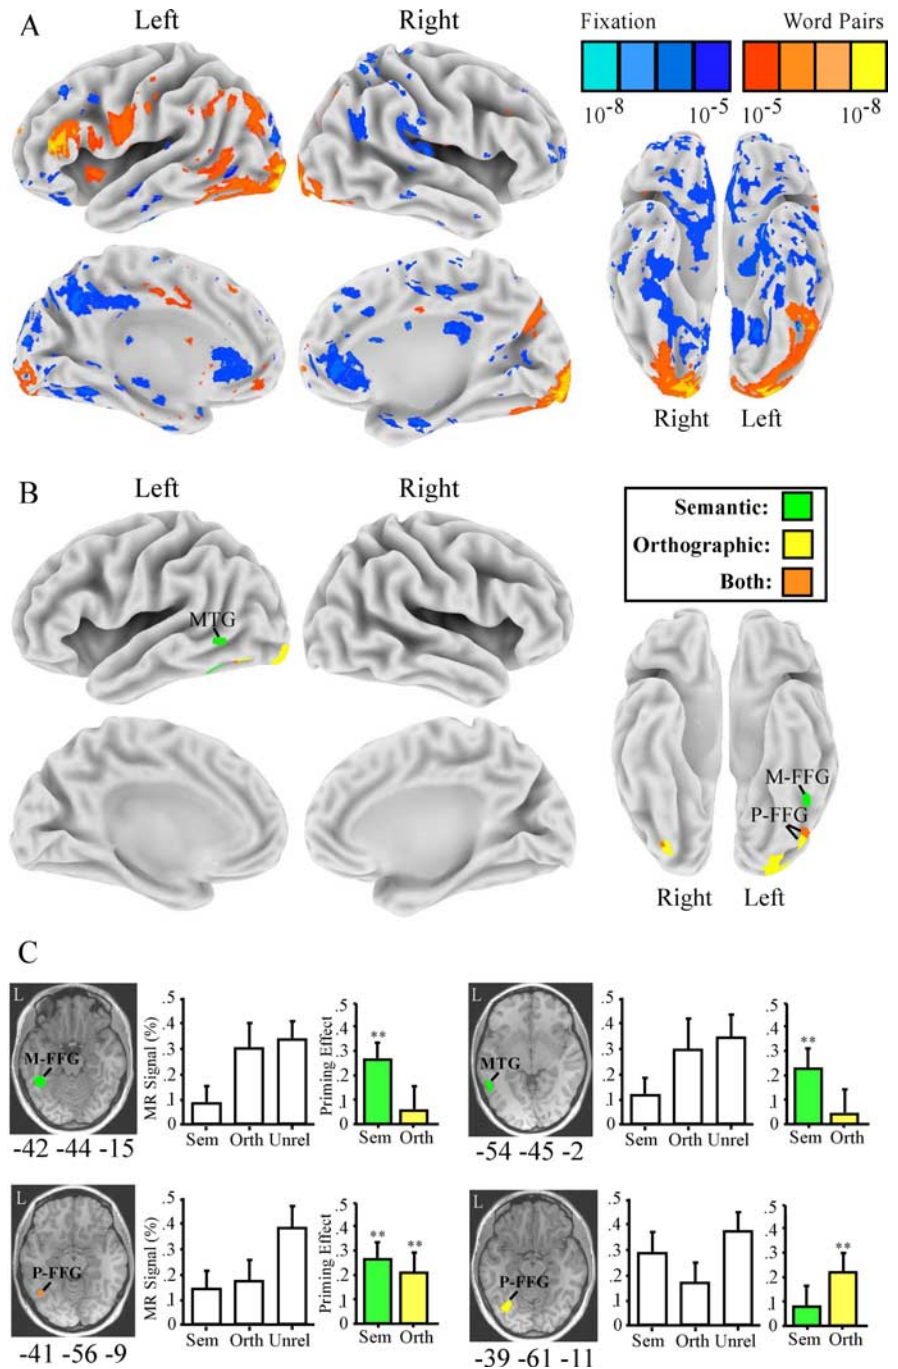 A
Left
Right
Fixation
Word Pairs
10-8
10-5
10-5
10-8
Right
Left
B
Left
Right
Semantic:
Orthographic:
Both:
MTG
M-FFG
P-FFG
Right
Left
C
L
M-FFG
-42 -44 -15
MR Signal (%)
.5
.4
.3
.2
.1
0
Sem Orth Unrel
Priming Effect
.5
.4
.3
.2
.1
0
**
Sem Orth
L
MTG
-54 -45 -2
.5
.4
.3
.2
.1
0
Sem Orth Unrel
.5
.4
.3
.2
.1
0
**
Sem Orth
L
P-FFG
-41 -56 -9
MR Signal (%)
.5
.4
.3
.2
.1
0
Sem Orth Unrel
Priming Effect
.5
.4
.3
.2
.1
0
** **
Sem Orth
L
P-FFG
-39 -61 -11
.5
.4
.3
.2
.1
0
Sem Orth Unrel
.5
.4
.3
.2
.1
0
**
Sem Orth